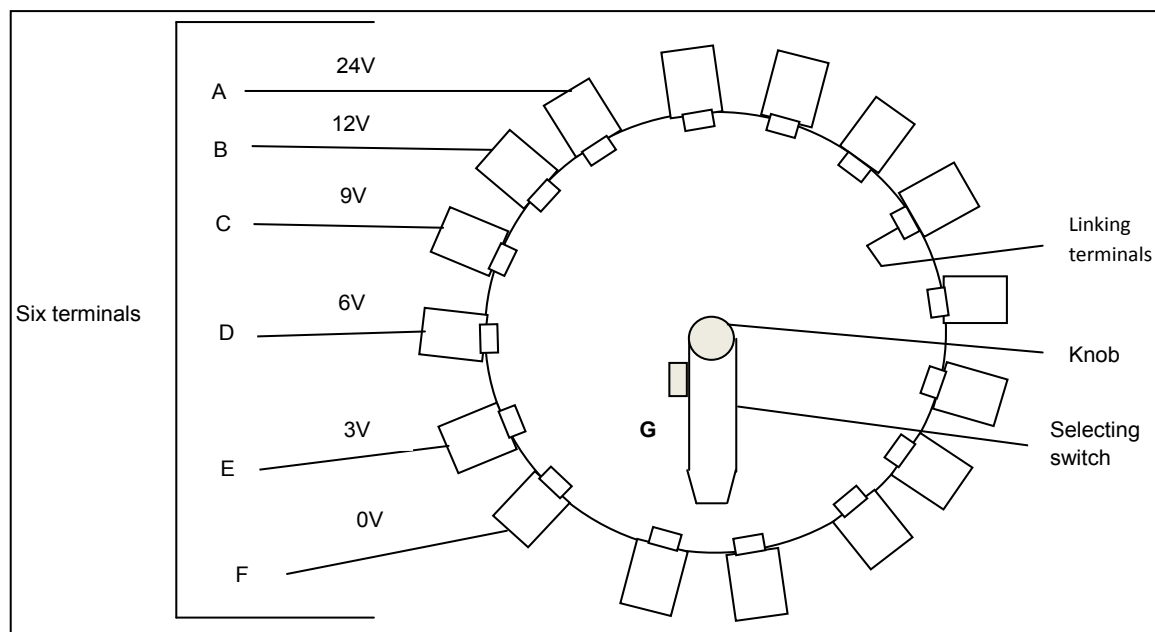 24V
A
12V
B
9V
C
Linking
terminals
6V
Six terminals
D
Knob
G
3V
Selecting
switch
E
0V
F